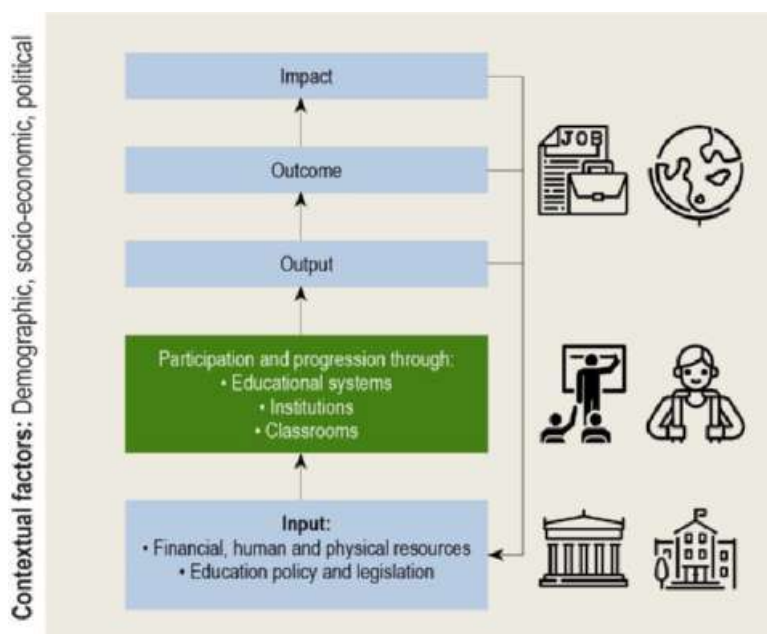 Contextual factors: Demographic, socio-economic, political
Impact
Outcome
Output
Participation and progression through:
• Educational systems
• Institutions
• Classrooms
Input:
• Financial, human and physical resources
• Education policy and legislation
JOB